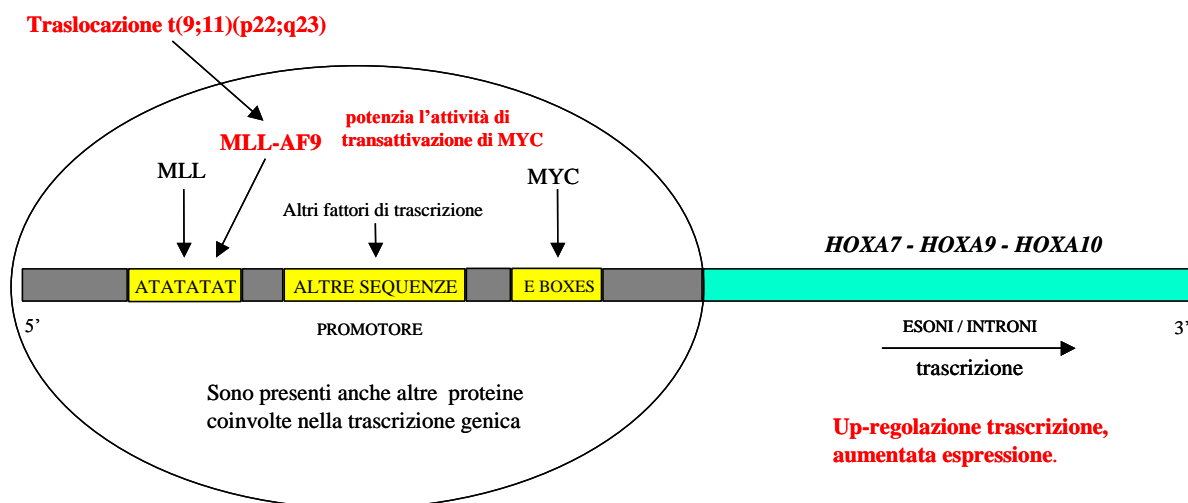 Traslocazione t(9;11)(p22;q23)
potenzia l'attività di
transattivazione di MYC
MLL-AF9
MLL
MYC
Altri fattori di trascrizione
HOXA7 - HOXA9 - HOXA10
ATATATAT
ALTRE SEQUENZE
E BOXES
5'
PROMOTORE
ESONI / INTRONI
3'
trascrizione
Sono presenti anche altre proteine
coinvolte nella trascrizione genica
Up-regolazione trascrizione,
aumentata espressione.